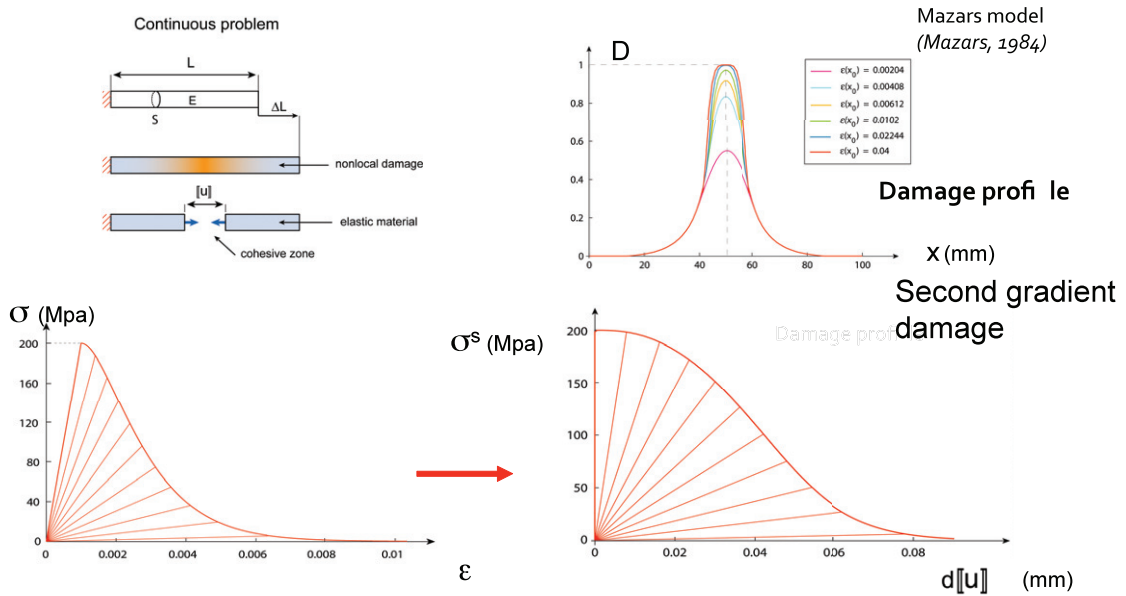 Continuous problem
L
E
S
ΔL
nonlocal damage
⟦u⟧
elastic material
cohesive zone
Mazars model
(Mazars, 1984)
D
1
0.8
0.6
0.4
0.2
0
0 20 40 60 80 100
ε(x₀) = 0.00204
ε(x₀) = 0.00408
ε(x₀) = 0.00612
e(x₀) = 0.0102
ε(x₀) = 0.02244
ε(x₀) = 0.04
Damage profi le
x (mm)
σ (Mpa)
200
160
120
80
40
0
0 0.002 0.004 0.006 0.008 0.01
ε
Second gradient
damage
Damage profi
σˢ (Mpa)
200
150
100
50
0
0 0.02 0.04 0.06 0.08
d⟦u⟧ (mm)